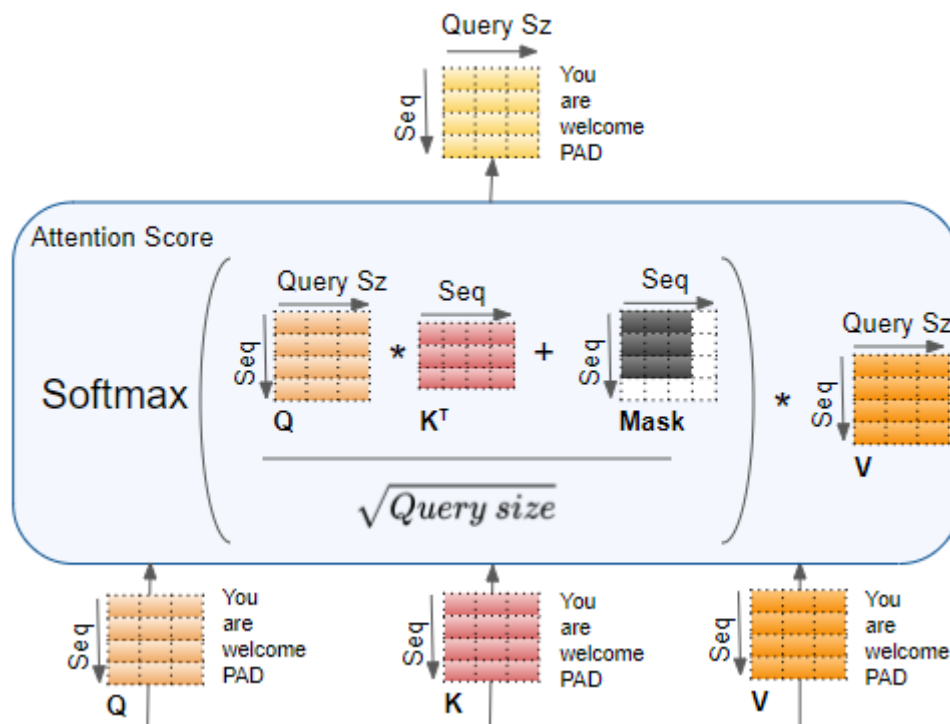 Query Sz
Seq
You
are
welcome
PAD
Attention Score
Softmax
Query Sz
Seq
Q
*
Seq
Kᵀ
+
Seq
Seq
Mask
√Query size
*
Query Sz
Seq
V
Seq
Q
You
are
welcome
PAD
Seq
K
You
are
welcome
PAD
Seq
V
You
are
welcome
PAD